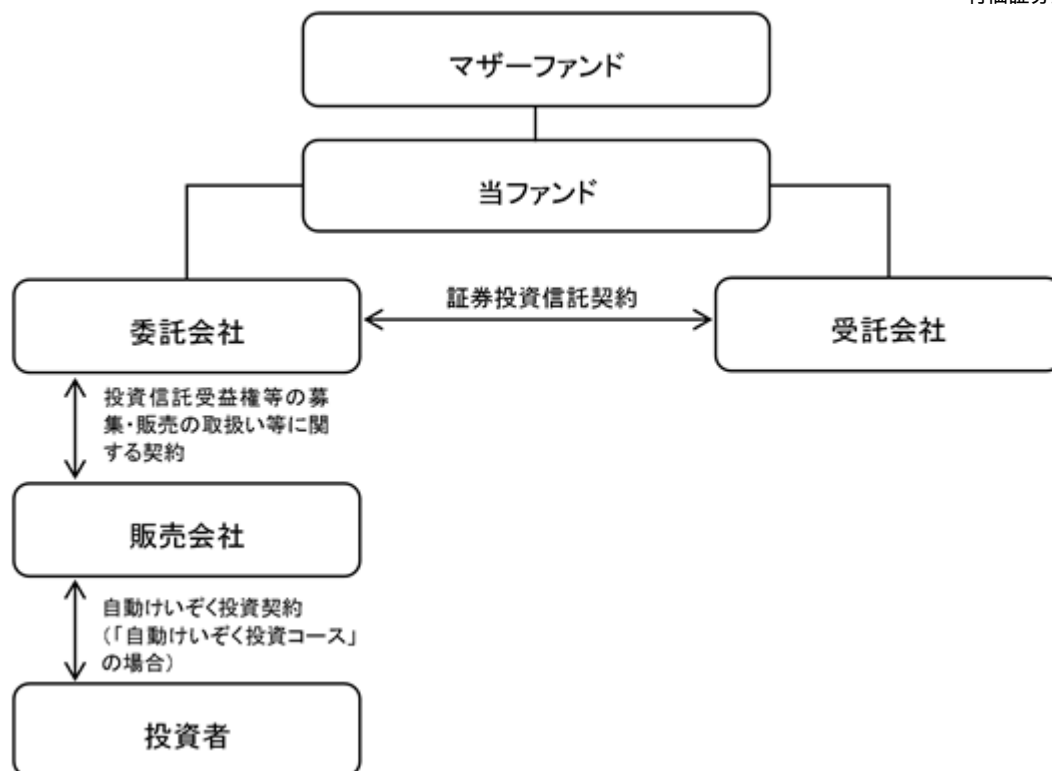 マザーファンド
当ファンド
証券投資信託契約
委託会社
受託会社
投資信託受益権等の募
集・販売の取扱い等に関
する契約
販売会社
自動けいぞく投資契約
(「自動けいぞく投資コース」
の場合)
投資者